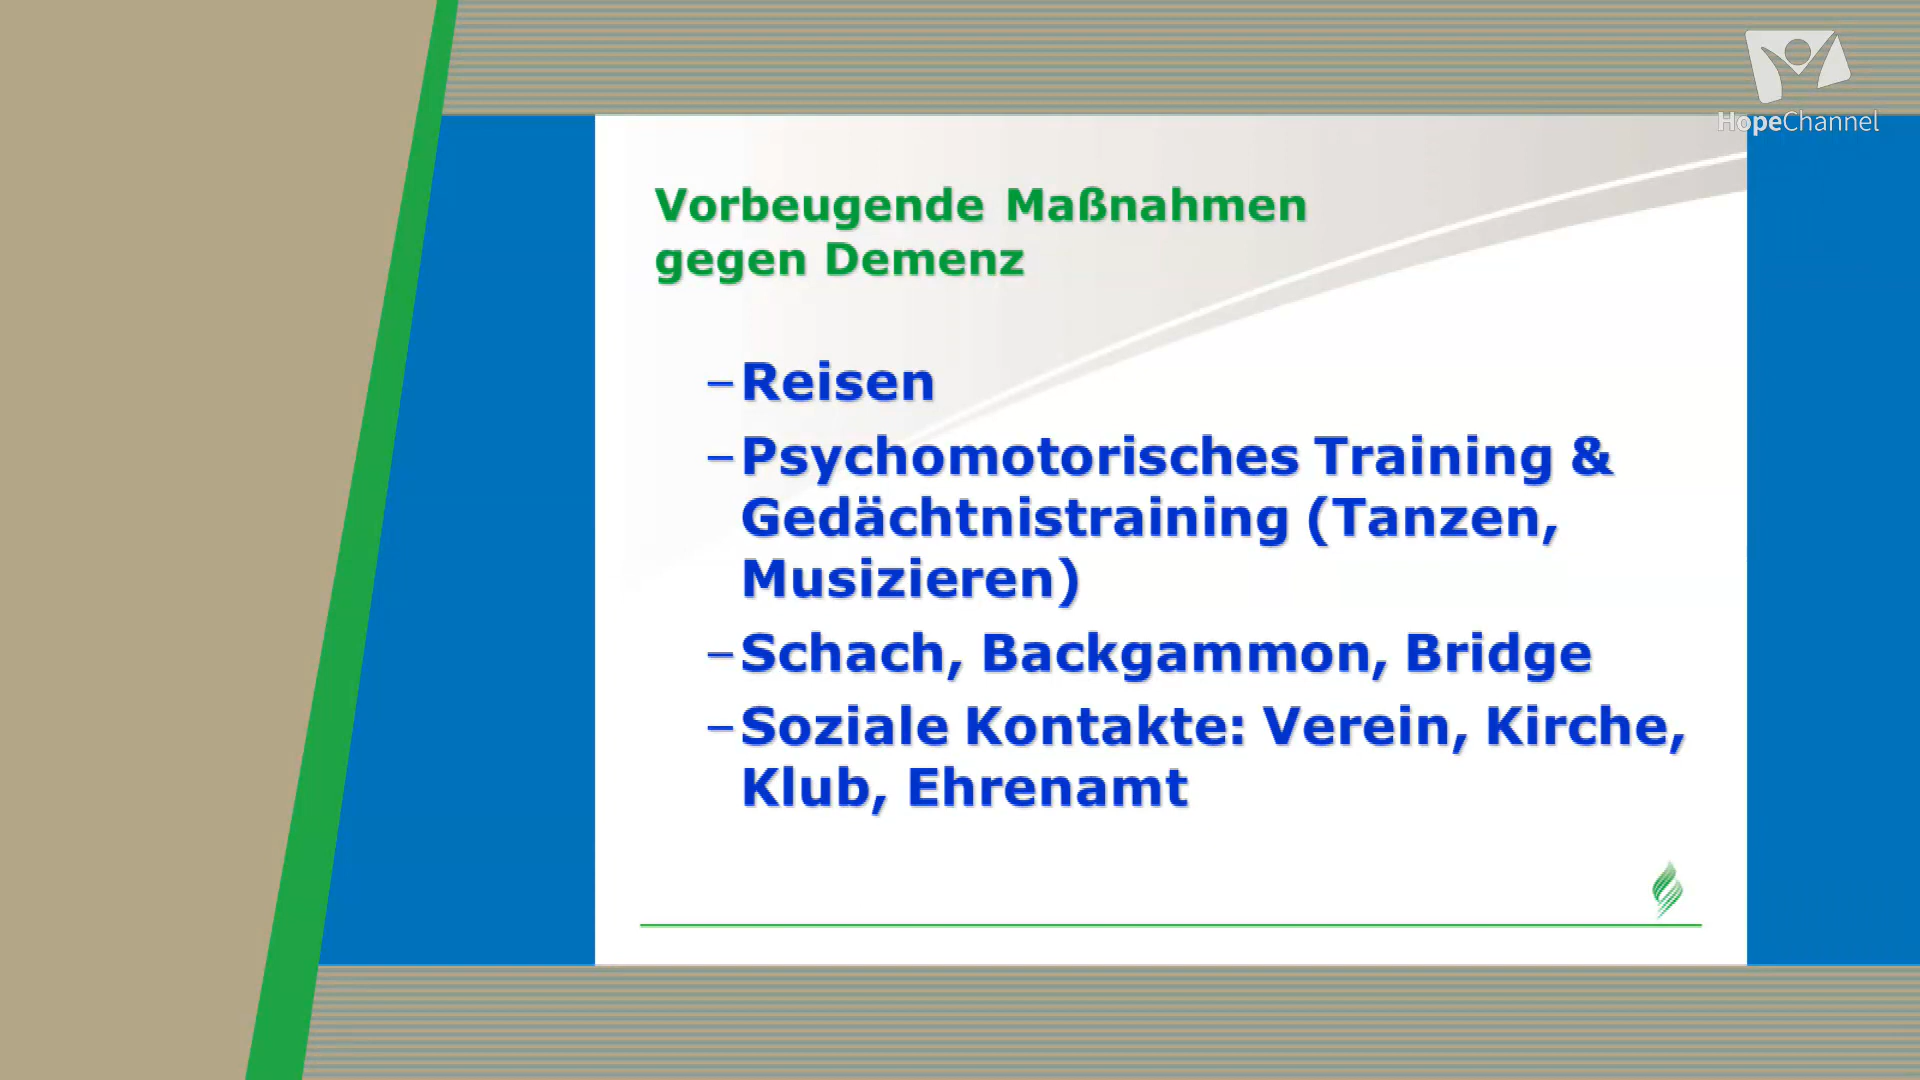 HopeChannel
Vorbeugende Maßnahmen
gegen Demenz
–Reisen
–Psychomotorisches Training &
Gedächtnistraining (Tanzen,
Musizieren)
–Schach, Backgammon, Bridge
–Soziale Kontakte: Verein, Kirche,
Klub, Ehrenamt